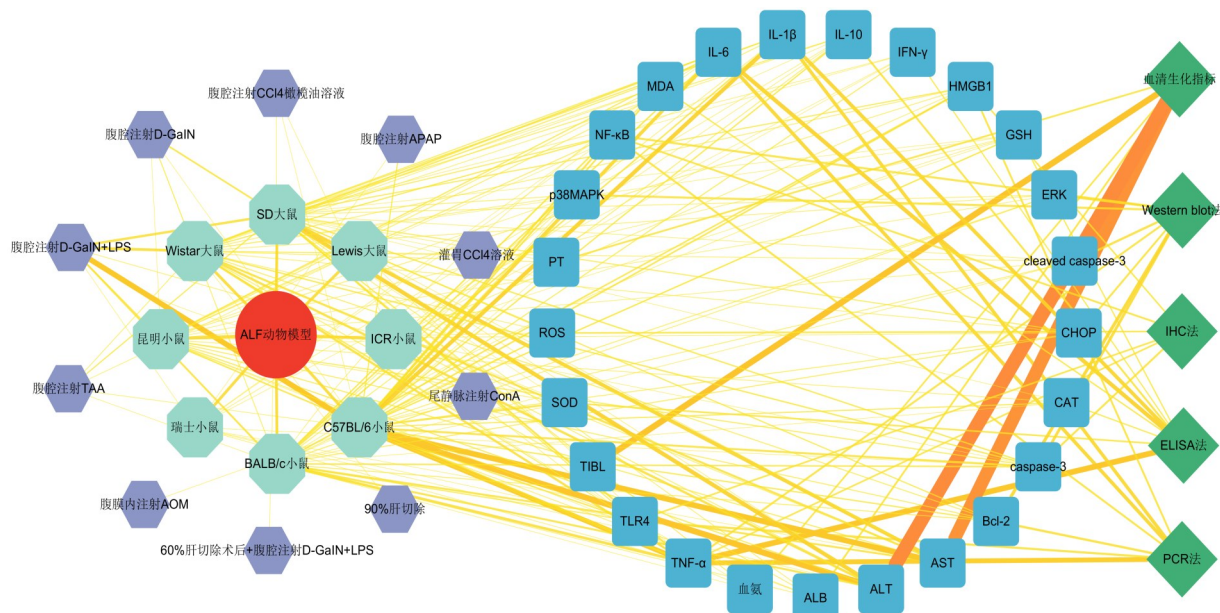 腹腔注射CCl4橄榄油溶液
腹腔注射D-GalN
腹腔注射APAP
SD大鼠
腹腔注射D-GalN+LPS
Wistar大鼠
Lewis大鼠
灌胃CCl4溶液
昆明小鼠
ALF动物模型
ICR小鼠
腹腔注射TAA
瑞士小鼠
BALB/c小鼠
C57BL/6小鼠
尾静脉注射ConA
腹膜内注射AOM
60%肝切除术后+腹腔注射D-GalN+LPS
90%肝切除
IL-6
IL-1β
IL-10
IFN-γ
MDA
HMGB1
NF-κB
GSH
p38MAPK
ERK
PT
cleaved caspase-3
ROS
CHOP
SOD
CAT
TIBL
caspase-3
TLR4
Bcl-2
TNF-α
AST
血氨
ALB
ALT
血清生化指标
Western blot法
IHC法
ELISA法
PCR法